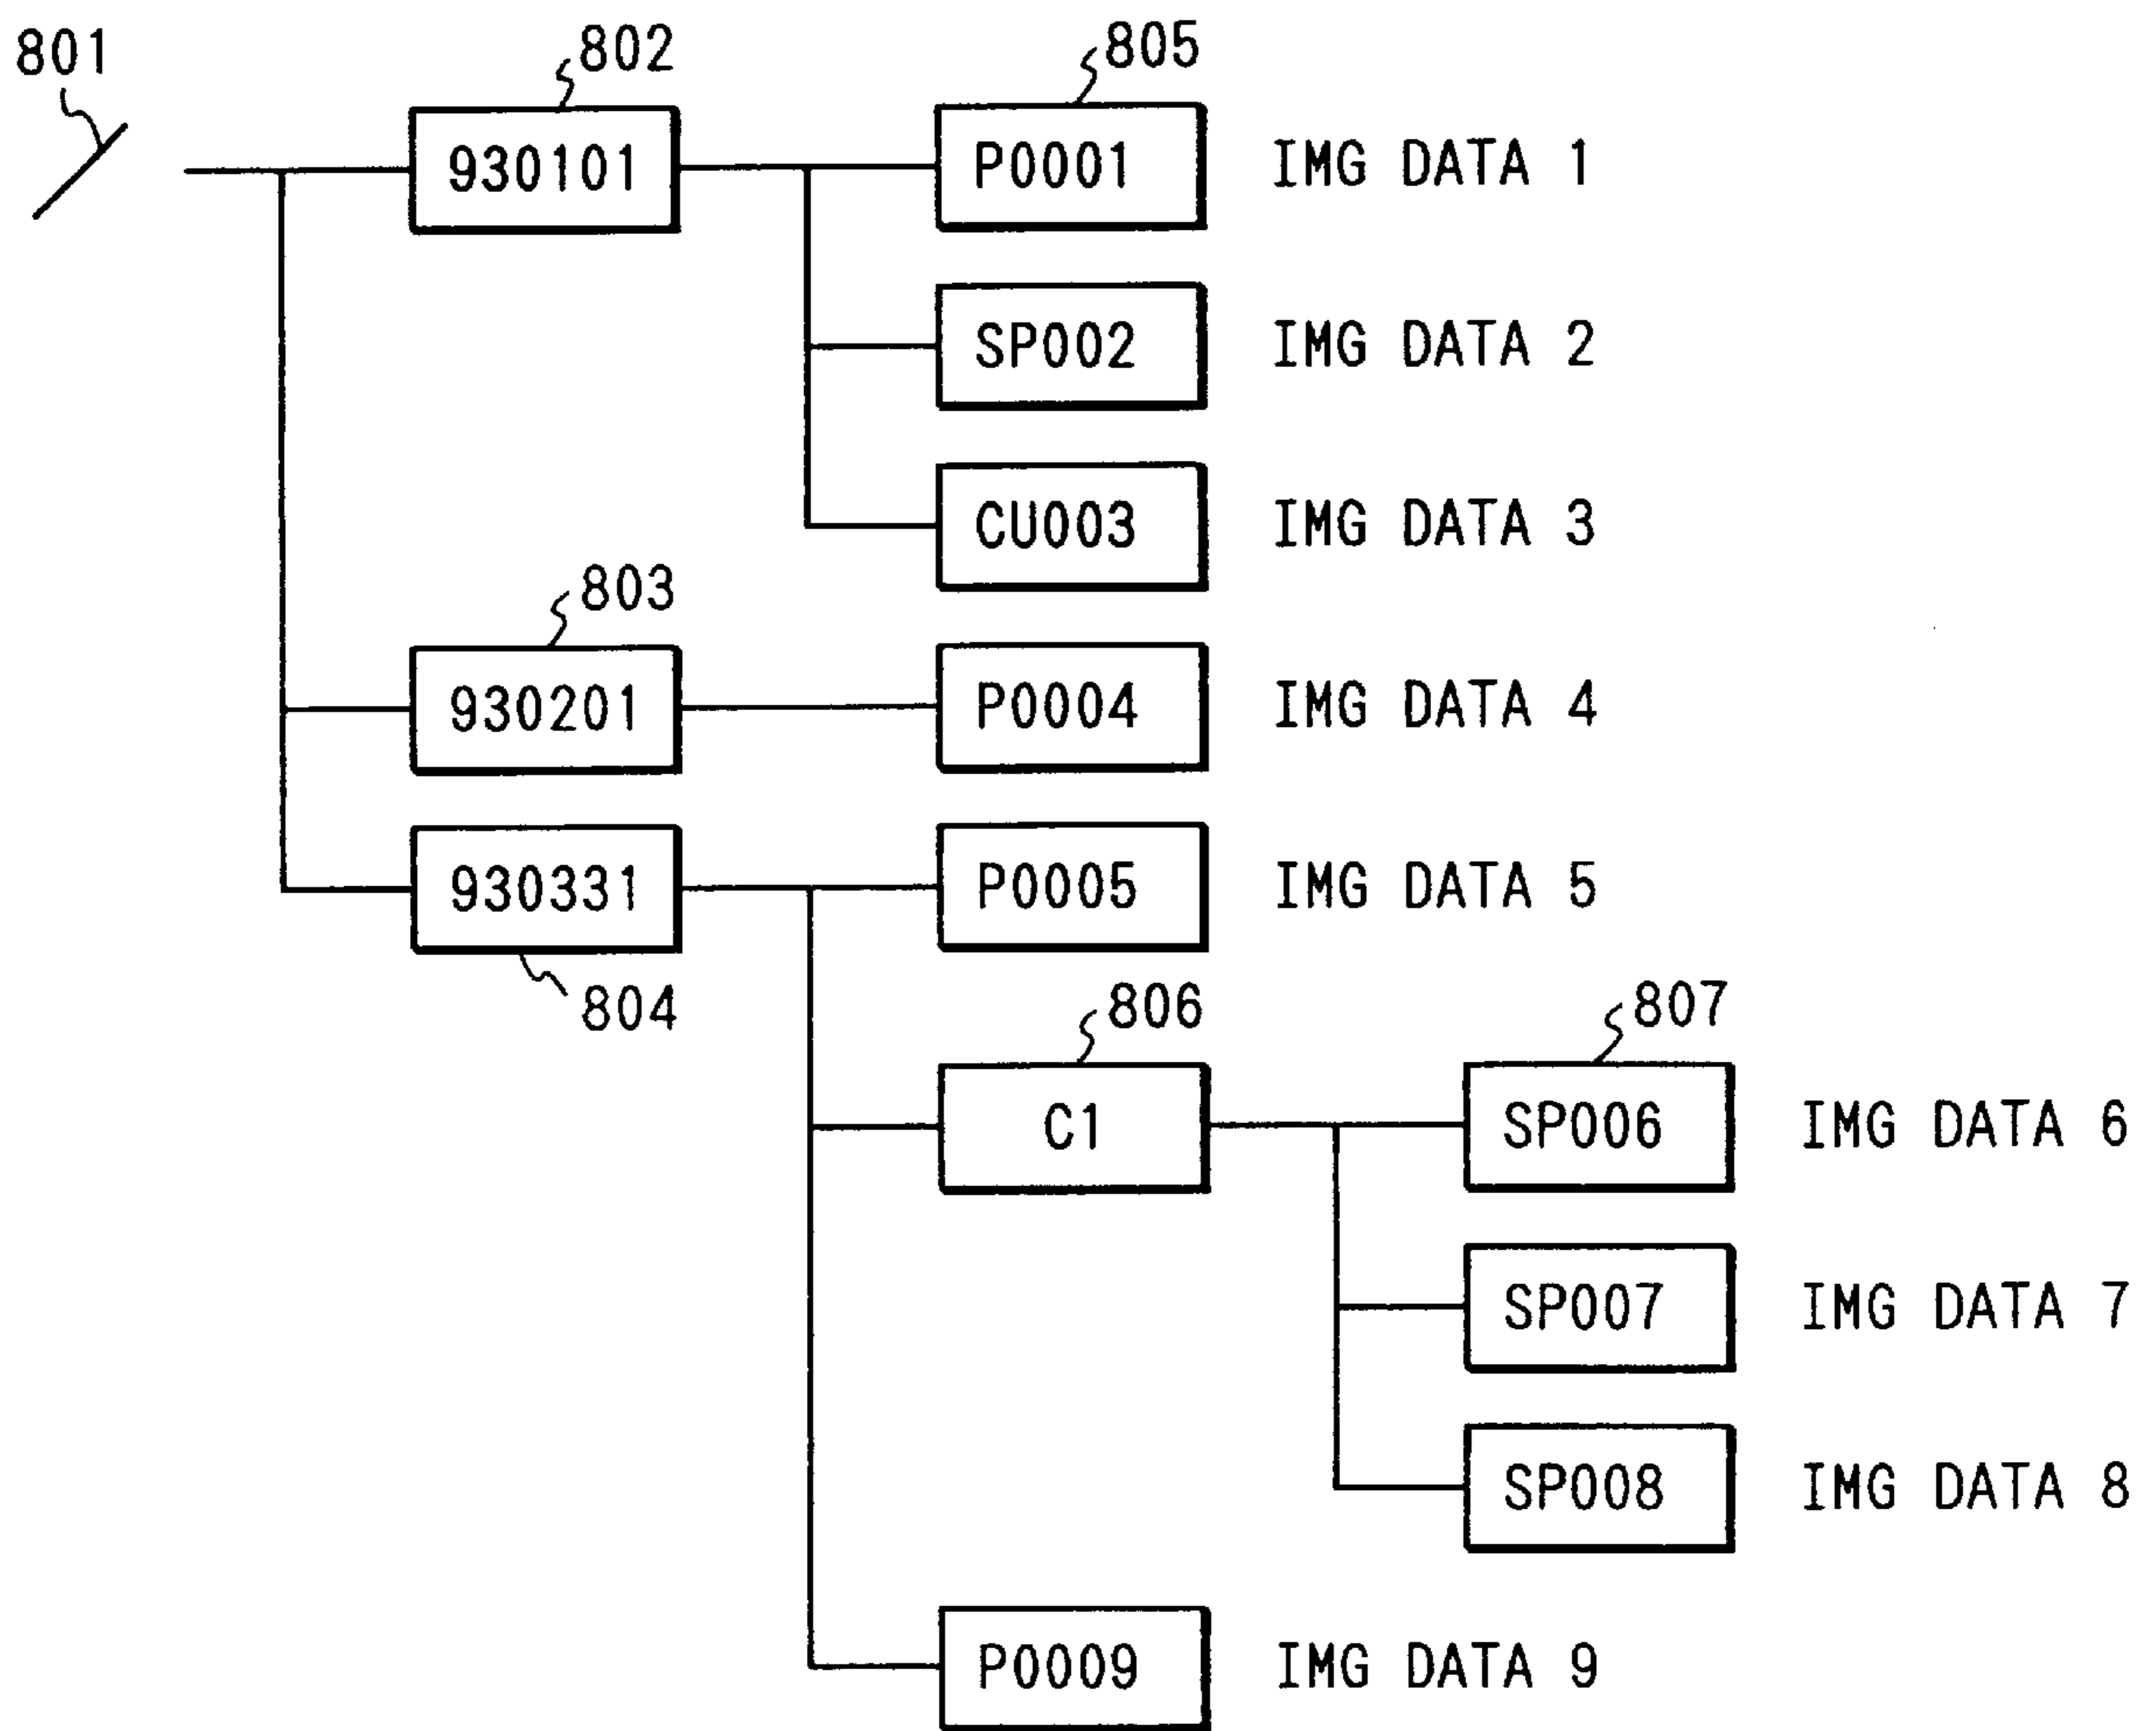 801
802
805
930101
P0001
IMG DATA 1
SP002
IMG DATA 2
CU003
IMG DATA 3
803
930201
P0004
IMG DATA 4
930331
P0005
IMG DATA 5
804
806
807
C1
SP006
IMG DATA 6
SP007
IMG DATA 7
SP008
IMG DATA 8
P0009
IMG DATA 9